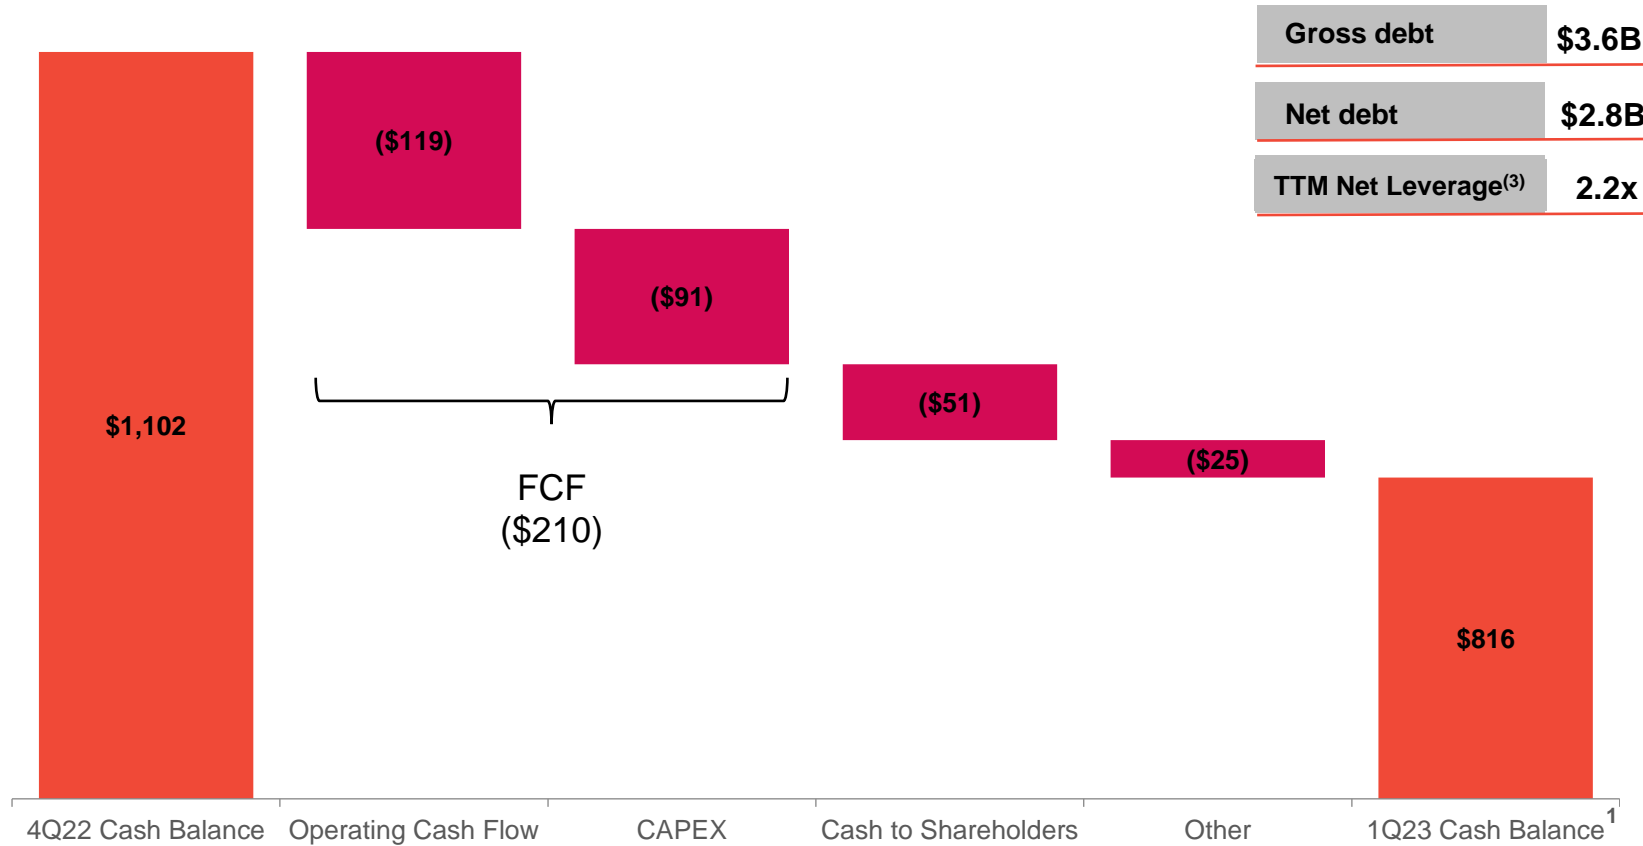 Gross debt $3.6B
Net debt $2.8B
TTM Net Leverage(3) 2.2x
($119)
($91)
($51)
$1,102
($25)
FCF
($210)
$816
4Q22 Cash Balance Operating Cash Flow CAPEX Cash to Shareholders Other 1Q23 Cash Balance1